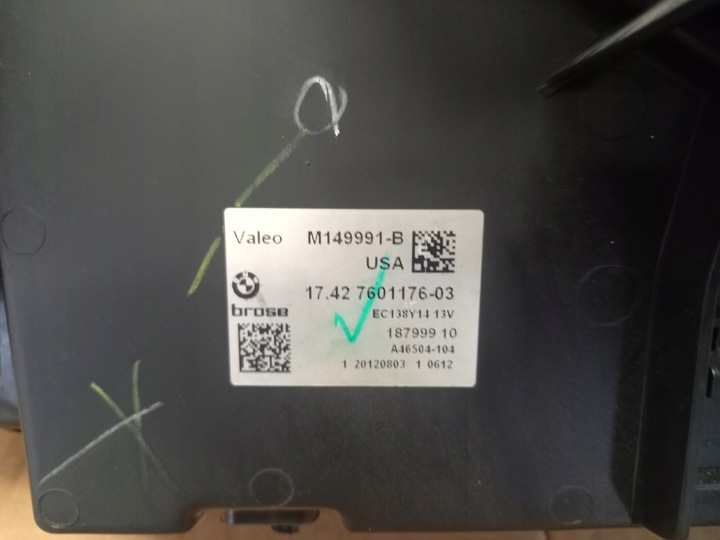 Valeo M149991-B
USA
17.42 7601176-03
brose
EC138Y14 13V
187999 10
A46504-104
1 20120803 1 0612